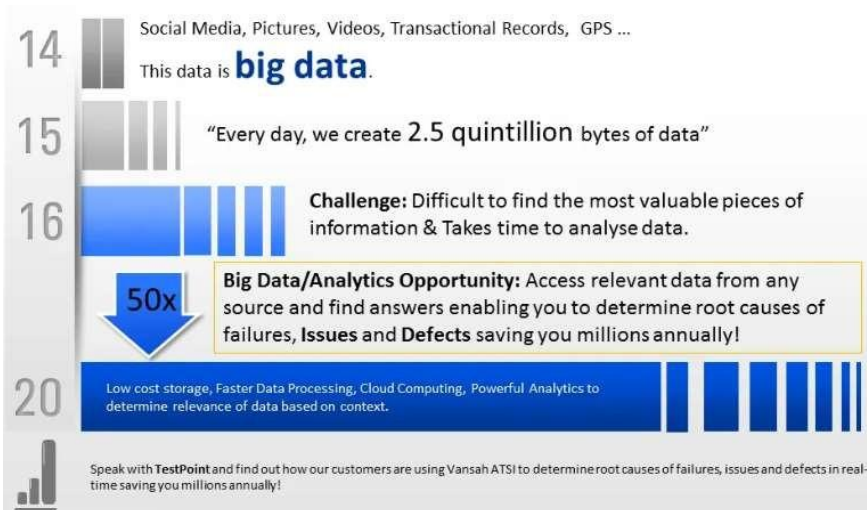 14
Social Media, Pictures, Videos, Transactional Records, GPS ...
This data is big data.
15
“Every day, we create 2.5 quintillion bytes of data”
16
Challenge: Difficult to find the most valuable pieces of
information & Takes time to analyse data.
50x
Big Data/Analytics Opportunity: Access relevant data from any
source and find answers enabling you to determine root causes of
failures, Issues and Defects saving you millions annually!
20
Low cost storage, Faster Data Processing, Cloud Computing, Powerful Analytics to
determine relevance of data based on context.
Speak with TestPoint and find out how our customers are using Vansah ATSI to determine root causes of failures, issues and defects in real-
time saving you millions annually!